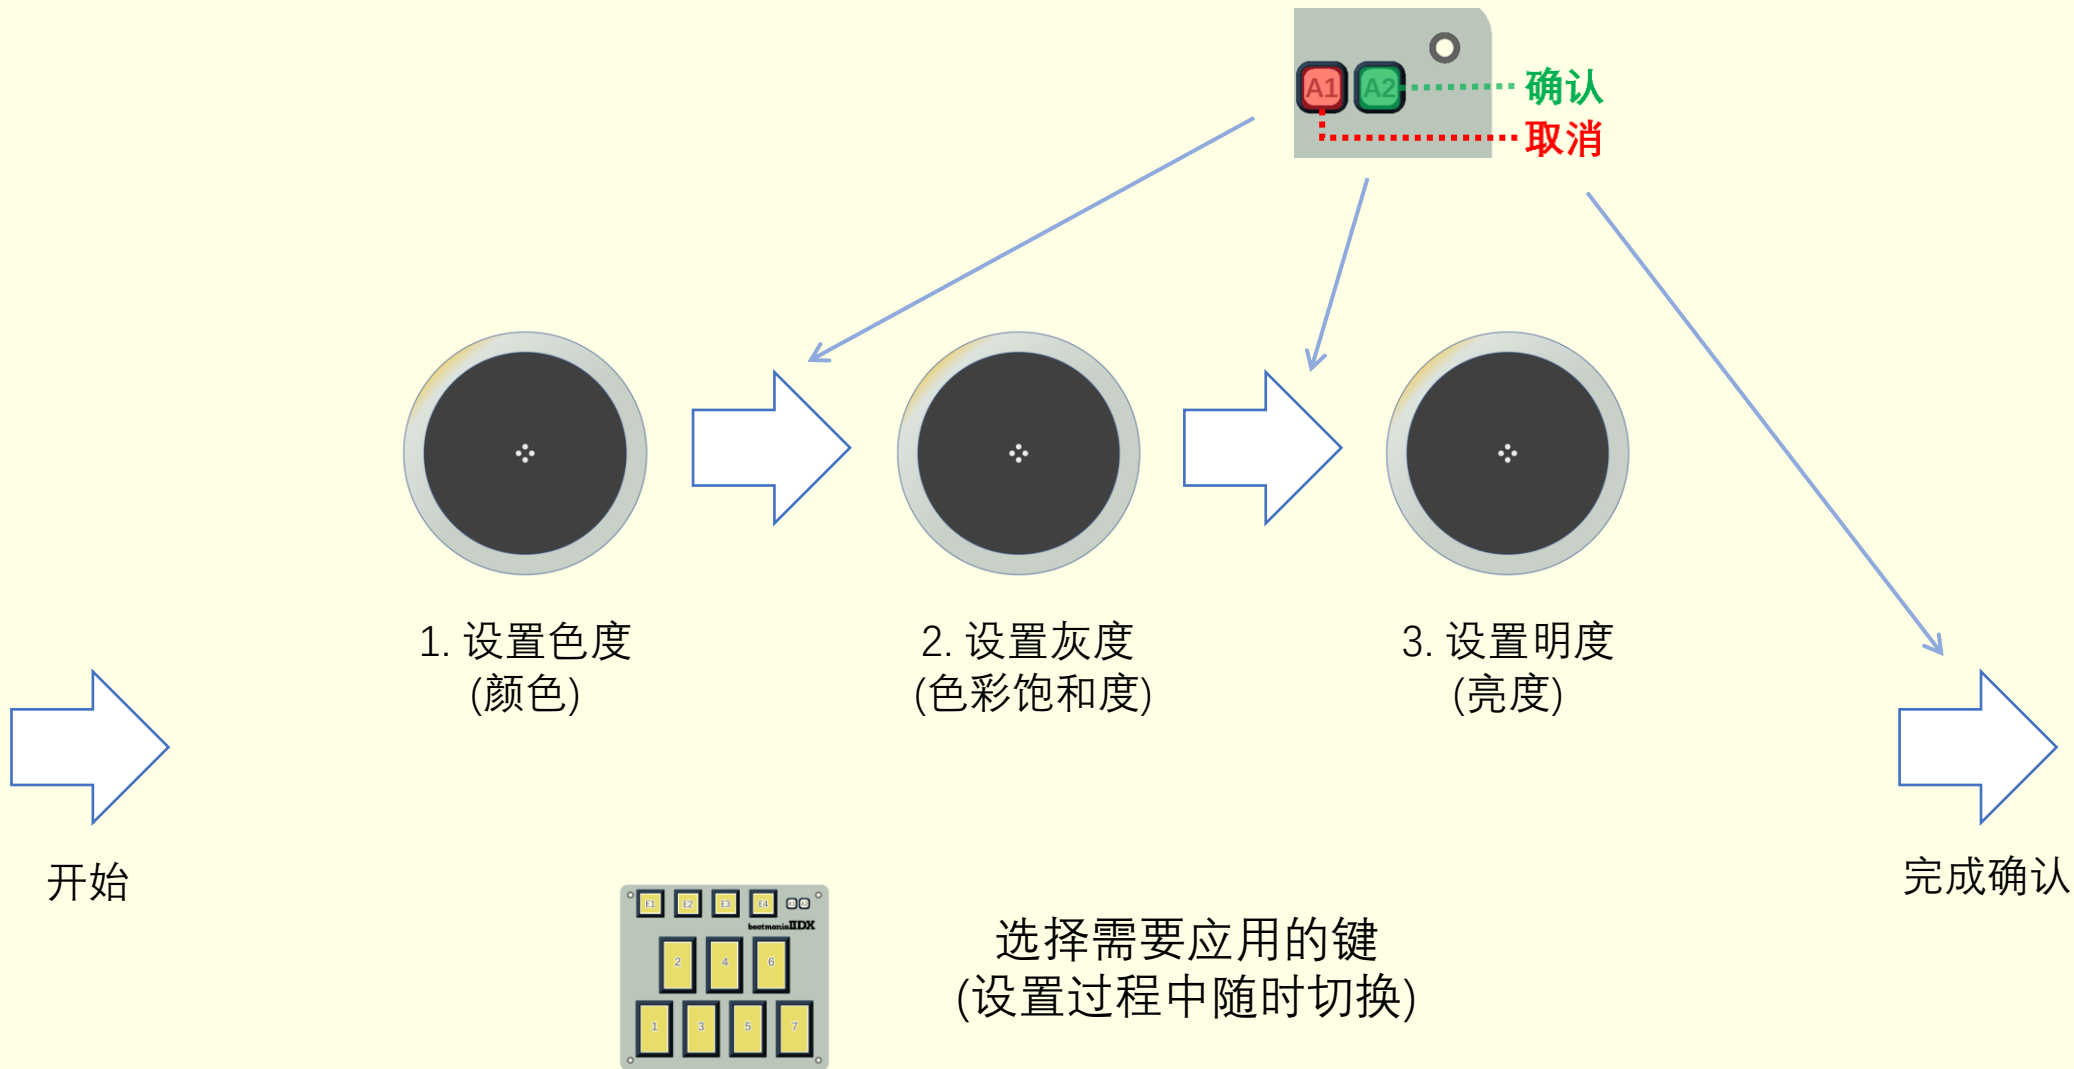 A1 A2
确认
取消
1. 设置色度
(颜色)
2. 设置灰度
(色彩饱和度)
3. 设置明度
(亮度)
开始
完成确认
E1 E2 E3 E4
beatmania IIDX
2 4 6
1 3 5 7
选择需要应用的键
(设置过程中随时切换)